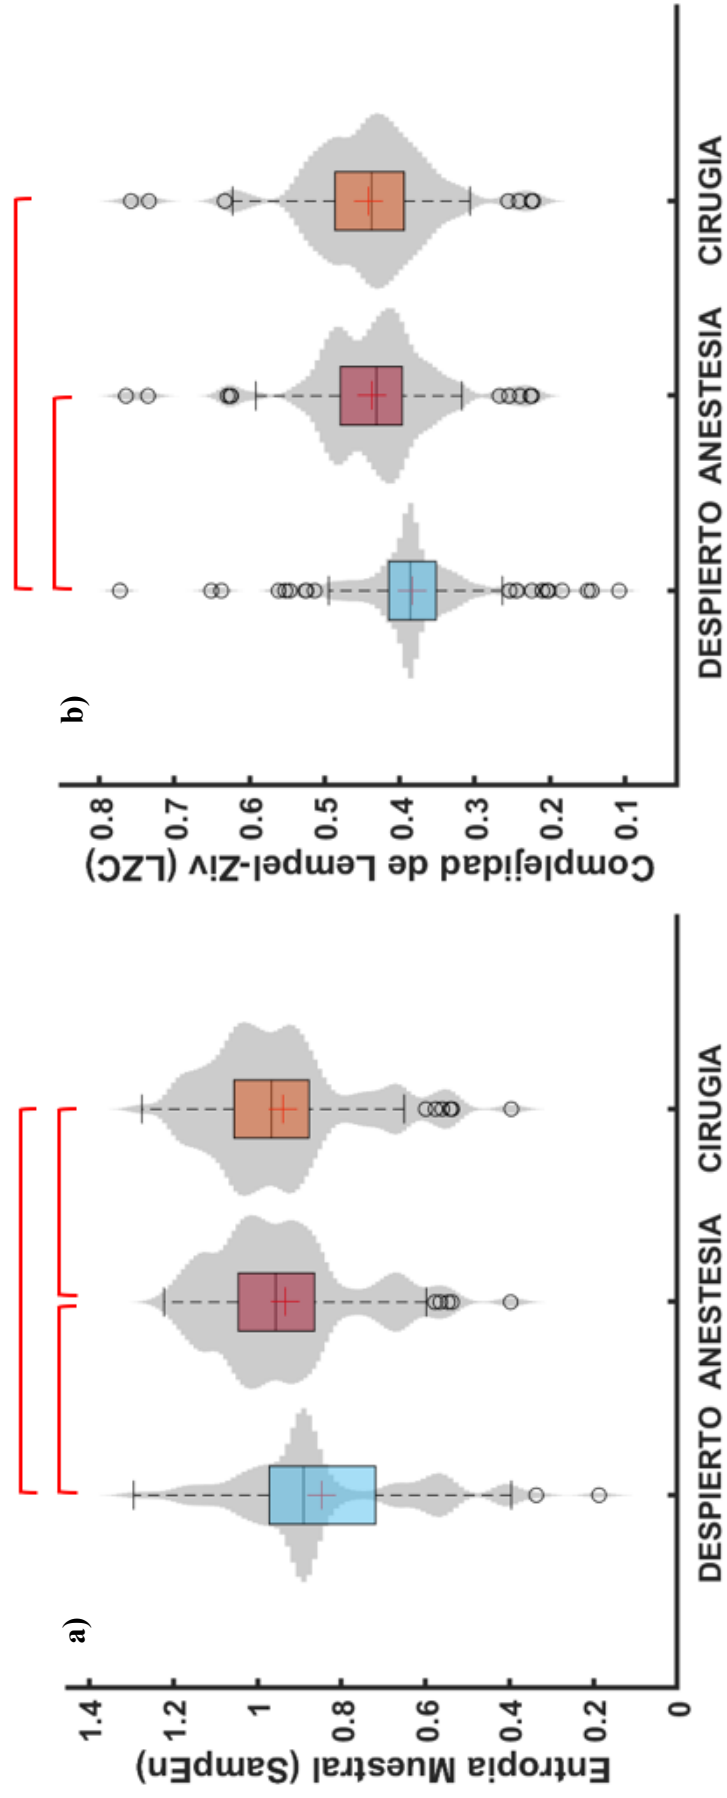 a)
Entropia Muestral (SampEn)
1.4
1.2
1
0.8
0.6
0.4
0.2
0
DESPIERTO ANESTESIA CIRUGIA
b)
Complejidad de Lempel-Ziv (LZC)
0.8
0.7
0.6
0.5
0.4
0.3
0.2
0.1
DESPIERTO ANESTESIA CIRUGIA